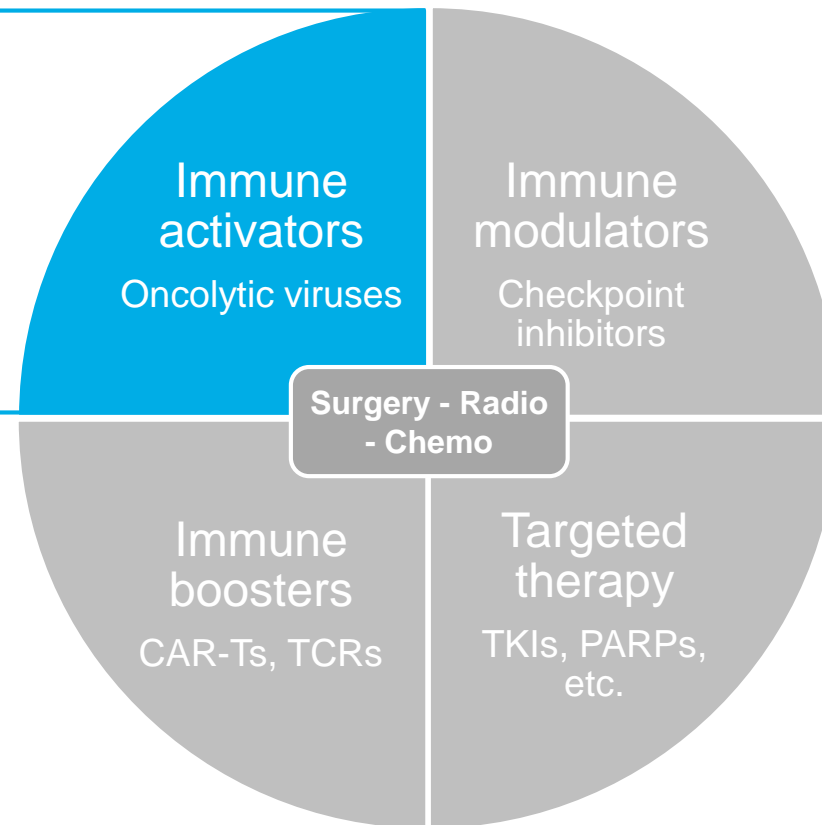 Immune
activators
Oncolytic viruses
Immune
modulators
Checkpoint
inhibitors
Surgery - Radio
- Chemo
Immune
boosters
CAR-Ts, TCRs
Targeted
therapy
TKIs, PARPs,
etc.